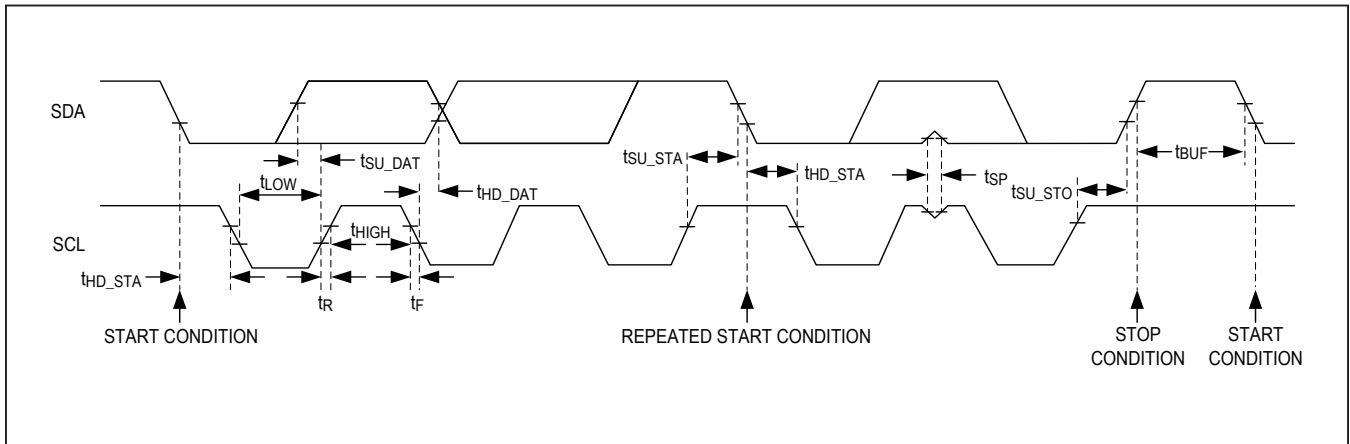 SDA
tSU_DAT
tLOW
tHD_DAT
tSU_STA
tHD_STA
tSP
tSU_STO
tBUF
SCL
tHIGH
tHD_STA
tR
tF
START CONDITION
REPEATED START CONDITION
STOP
CONDITION
START
CONDITION